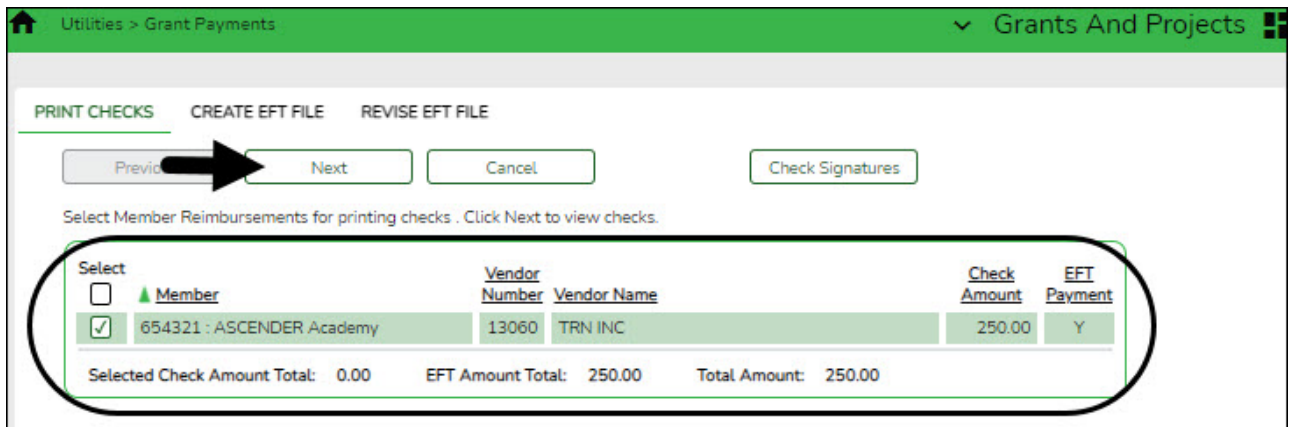 Utilities > Grant Payments Grants And Projects
PRINT CHECKS CREATE EFT FILE REVISE EFT FILE
Next Cancel Check Signatures
Select Member Reimbursements for printing checks . Click Next to view checks.
Select Vendor Check EFT
Member Number Vendor Name Amount Payment
654321 : ASCENDER Academy 13060 TRN INC 250.00 Y
Selected Check Amount Total: 0.00 EFT Amount Total: 250.00 Total Amount: 250.00